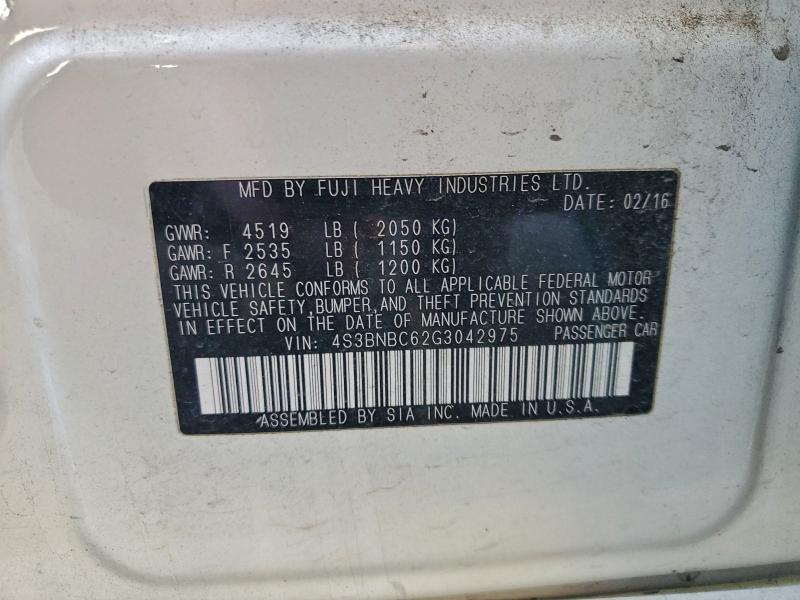 MFD BY FUJI HEAVY INDUSTRIES LTD.
DATE: 02/16
GVWR: 4519 LB ( 2050 KG)
GAWR: F 2535 LB ( 1150 KG)
GAWR: R 2645 LB ( 1200 KG)
THIS VEHICLE CONFORMS TO ALL APPLICABLE FEDERAL MOTOR
VEHICLE SAFETY, BUMPER, AND THEFT PREVENTION STANDARDS
IN EFFECT ON THE DATE OF MANUFACTURE SHOWN ABOVE.
VIN: 4S3BNBC62G3042975 PASSENGER CAR
ASSEMBLED BY SIA INC. MADE IN U.S.A.